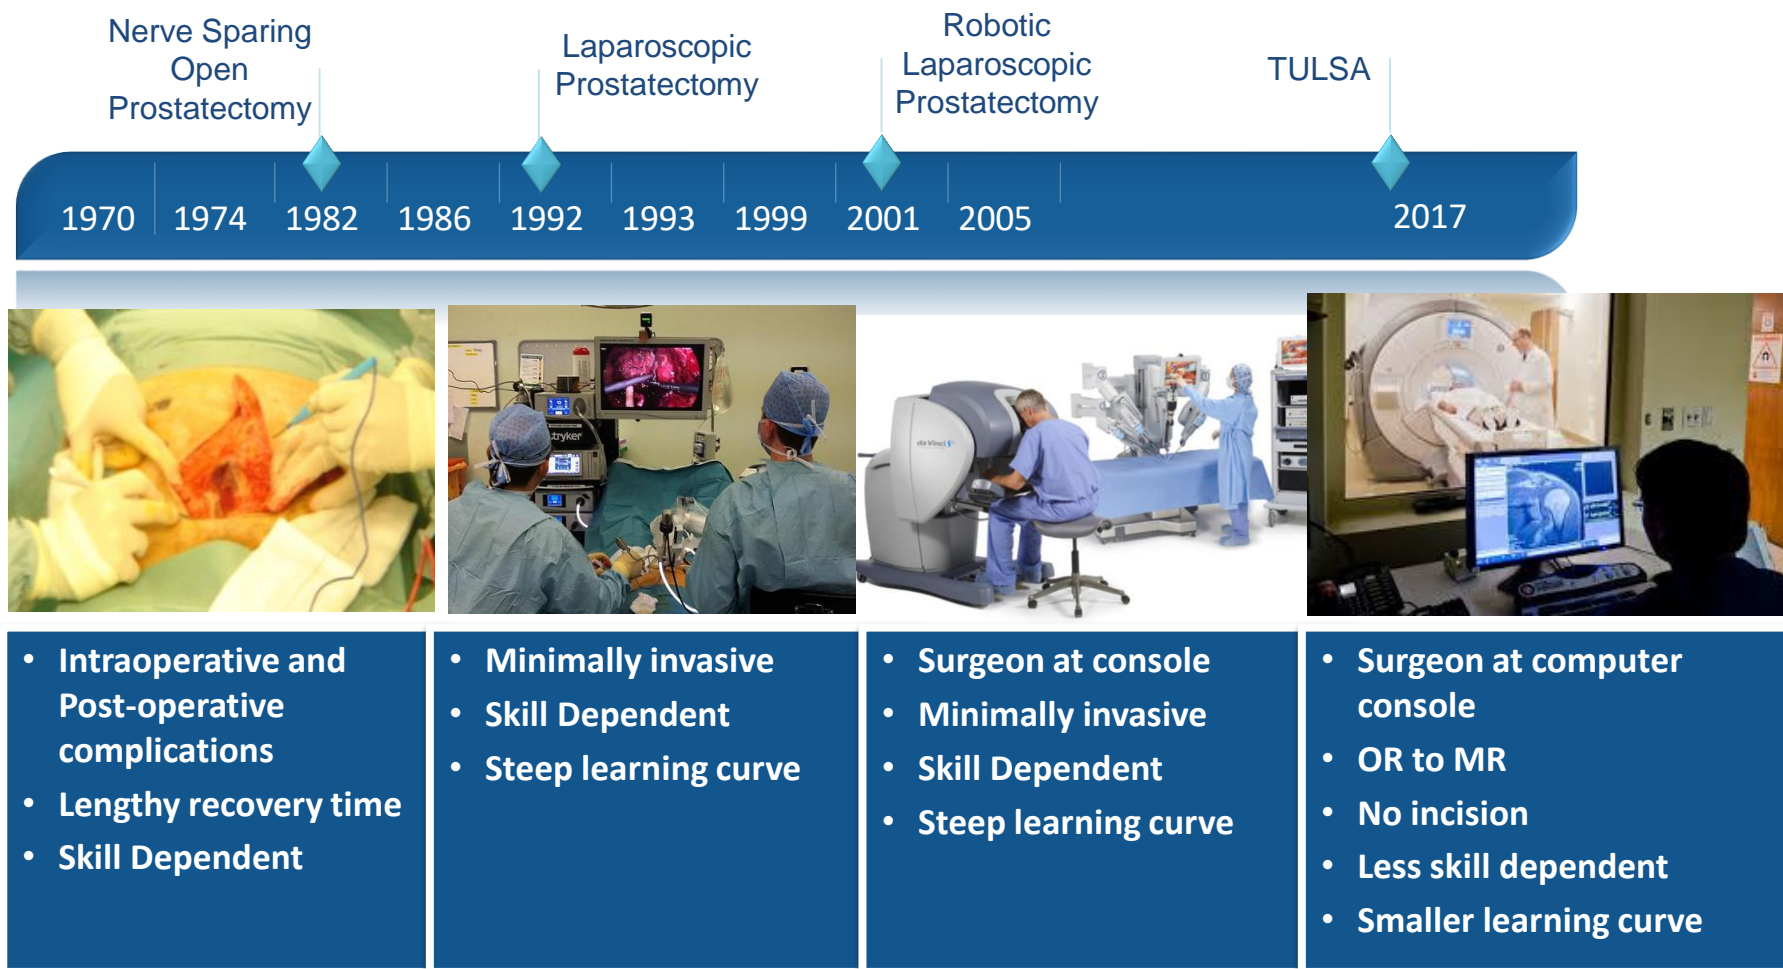 Nerve Sparing
Open
Prostatectomy
Laparoscopic
Prostatectomy
Robotic
Laparoscopic
Prostatectomy
TULSA
1970 1974 1982 1986 1992 1993 1999 2001 2005 2017
stryker
da Vinci
• Intraoperative and
Post-operative
complications
• Lengthy recovery time
• Skill Dependent
• Minimally invasive
• Skill Dependent
• Steep learning curve
• Surgeon at console
• Minimally invasive
• Skill Dependent
• Steep learning curve
• Surgeon at computer
console
• OR to MR
• No incision
• Less skill dependent
• Smaller learning curve